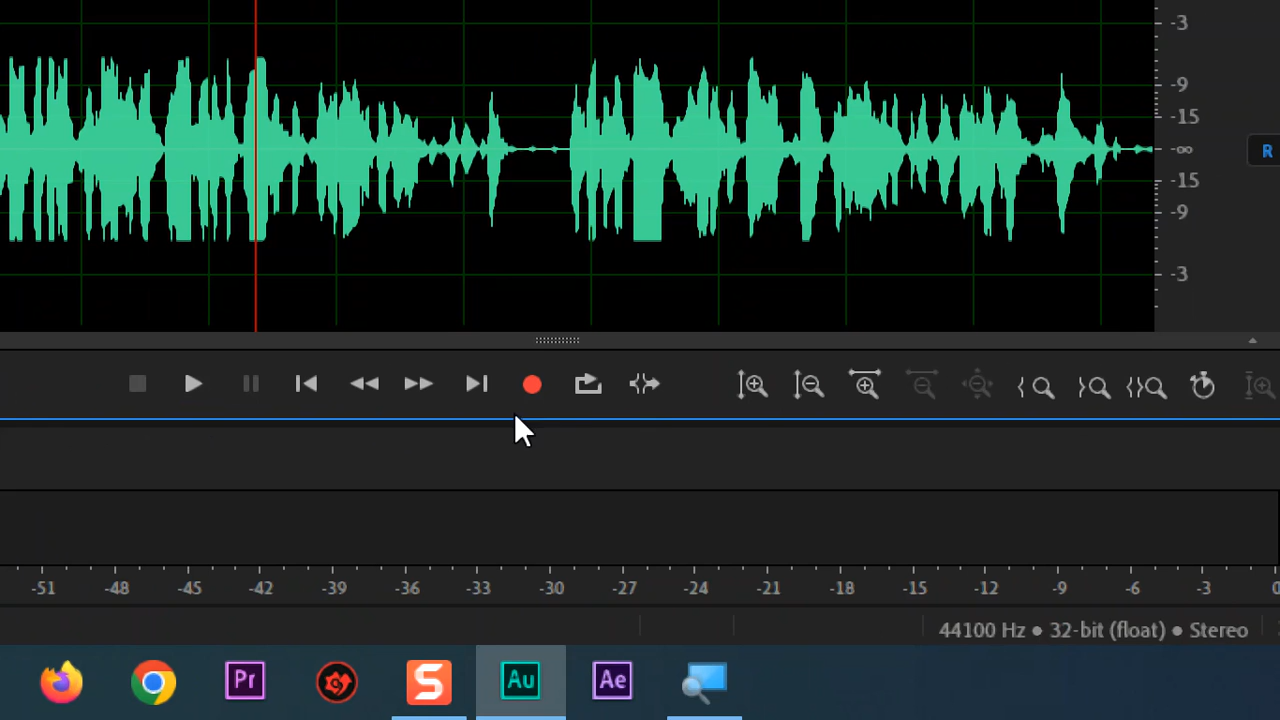 -3
-9
-15
-∞
-15
-9
-3
R
-51 -48 -45 -42 -39 -36 -33 -30 -27 -24 -21 -18 -15 -12 -9 -6 -3 0
44100 Hz ● 32-bit (float) ● Stereo
Pr S Au Ae